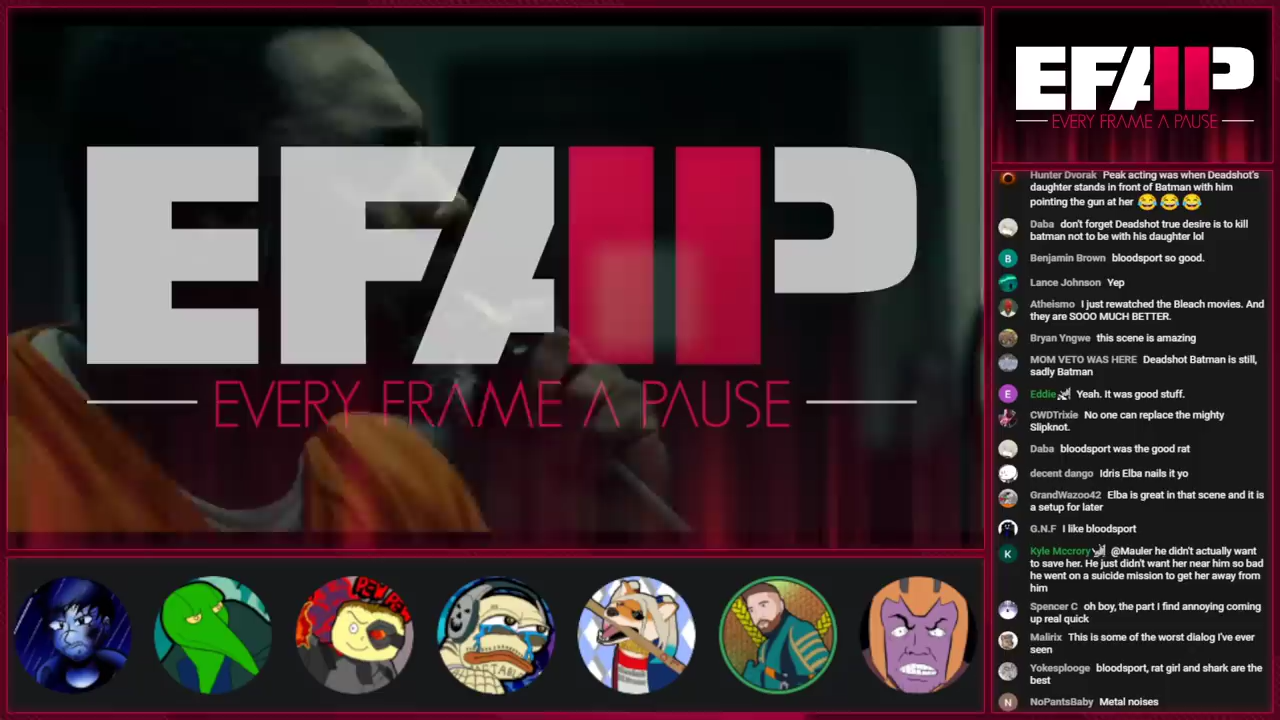 EFAP
EVERY FRAME A PAUSE
EFAP
EVERY FRAME A PAUSE
Hunter Dvorak Peak acting was when Deadshot's
daughter stands in front of Batman with him
pointing the gun at her 😂😂😂
Daba don't forget Deadshot true desire is to kill
batman not to be with his daughter lol
B Benjamin Brown bloodsport so good.
Lance Johnson Yep
Atheismo I just rewatched the Bleach movies. And
they are SOOO MUCH BETTER.
Bryan Yngwe this scene is amazing
MOM VETO WAS HERE Deadshot Batman is still,
sadly Batman
E Eddie Yeah. It was good stuff.
CWDTrixie No one can replace the mighty
Slipknot.
Daba bloodsport was the good rat
decent dango Idris Elba nails it yo
GrandWazoo42 Elba is great in that scene and it is
a setup for later
G.N.F I like bloodsport
K Kyle Mccrory @Mauler he didn't actually want
to save her. He just didn't want her near him so bad
he went on a suicide mission to get her away from
him
Spencer C oh boy, the part I find annoying coming
up real quick
Malirix This is some of the worst dialog I've ever
seen
Yokesplooge bloodsport, rat girl and shark are the
best
N NoPantsBaby Metal noises